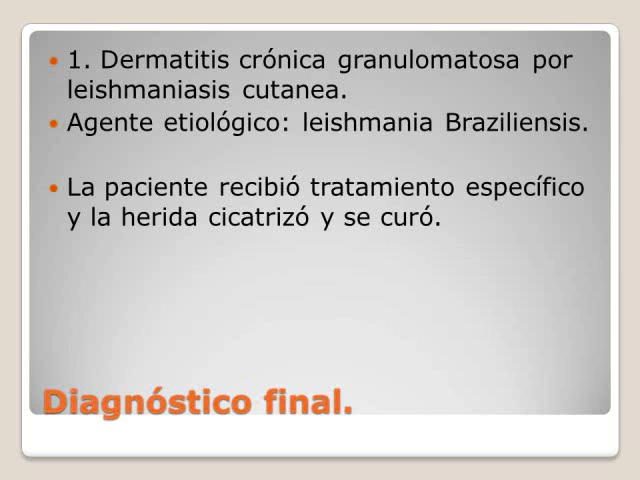 • 1. Dermatitis crónica granulomatosa por
leishmaniasis cutanea.
• Agente etiológico: leishmania Braziliensis.
• La paciente recibió tratamiento específico
y la herida cicatrizó y se curó.
Diagnóstico final.